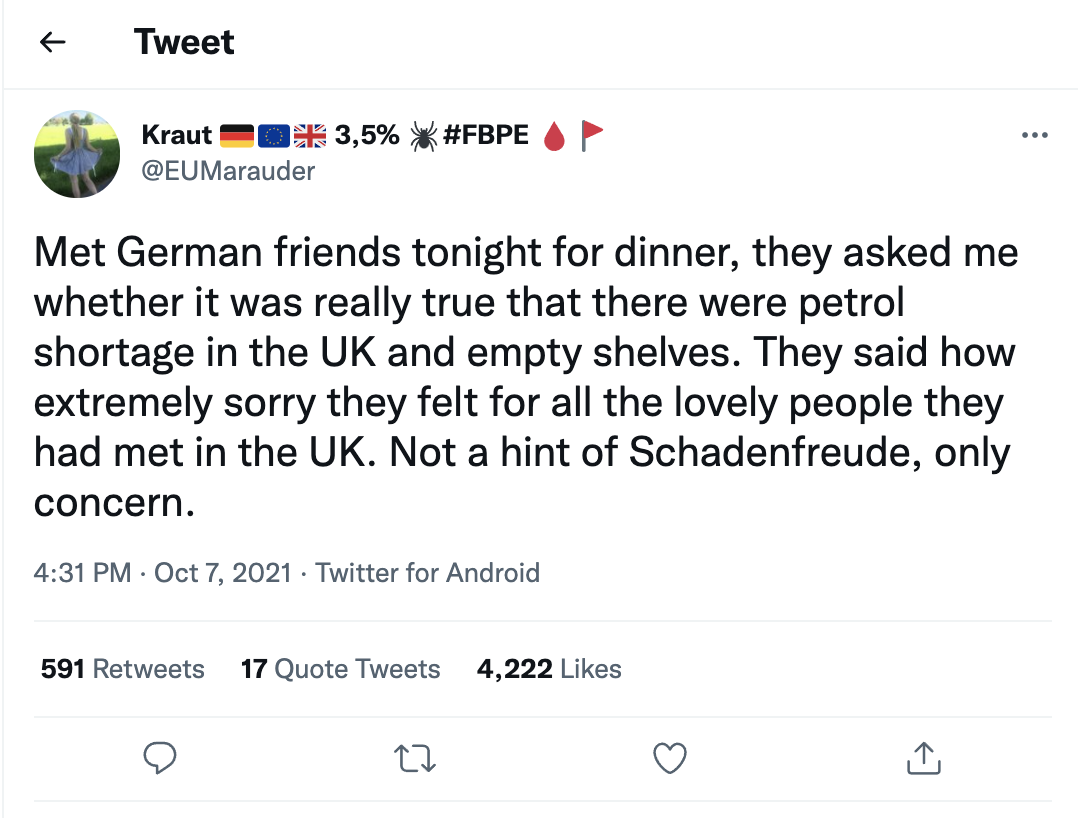 Tweet
Kraut 🇩🇪🇪🇺🇬🇧 3,5% 🕷#FBPE 🩸 🚩
@EUMarauder
Met German friends tonight for dinner, they asked me
whether it was really true that there were petrol
shortage in the UK and empty shelves. They said how
extremely sorry they felt for all the lovely people they
had met in the UK. Not a hint of Schadenfreude, only
concern.
4:31 PM · Oct 7, 2021 · Twitter for Android
591 Retweets 17 Quote Tweets 4,222 Likes